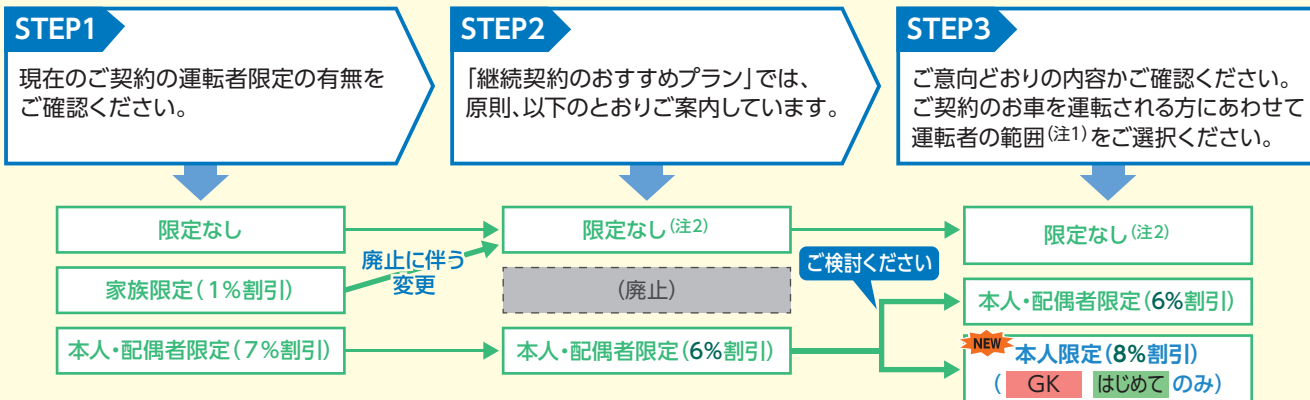 STEP1
現在のご契約の運転者限定の有無を
ご確認ください。
STEP2
「継続契約のおすすめプラン」では、
原則、以下のとおりご案内しています。
STEP3
ご意向どおりの内容かご確認ください。
ご契約のお車を運転される方にあわせて
運転者の範囲(注1)をご選択ください。
限定なし
家族限定(1%割引)
本人・配偶者限定(7%割引)
廃止に伴う
変更
限定なし(注2)
(廃止)
本人・配偶者限定(6%割引)
ご検討ください
限定なし(注2)
本人・配偶者限定(6%割引)
NEW 本人限定(8%割引)
( GK はじめて のみ)